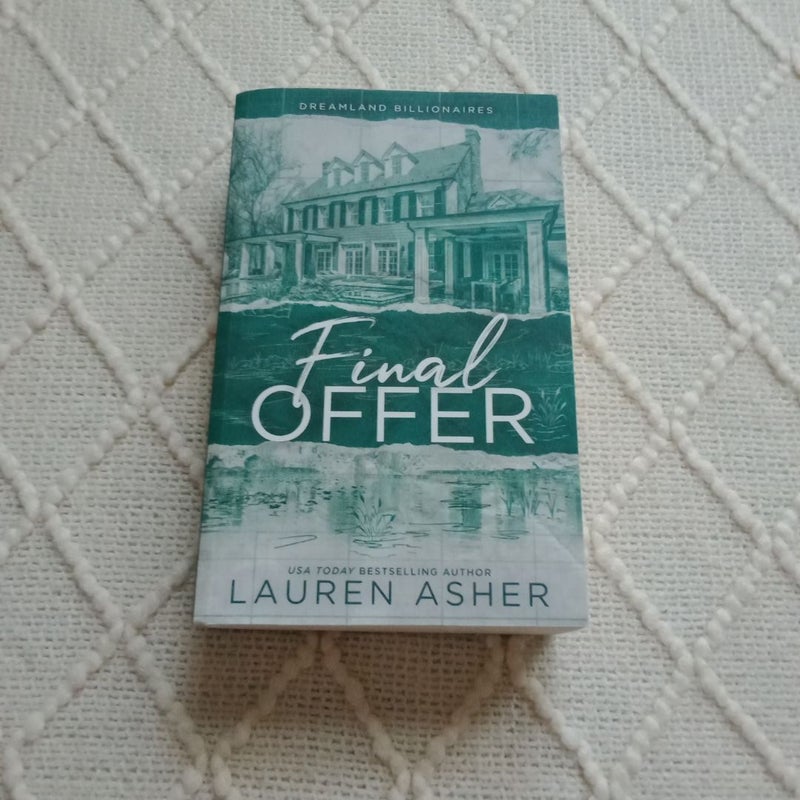 DREAMLAND BILLIONAIRES
Final
OFFER
USA TODAY BESTSELLING AUTHOR
LAUREN ASHER